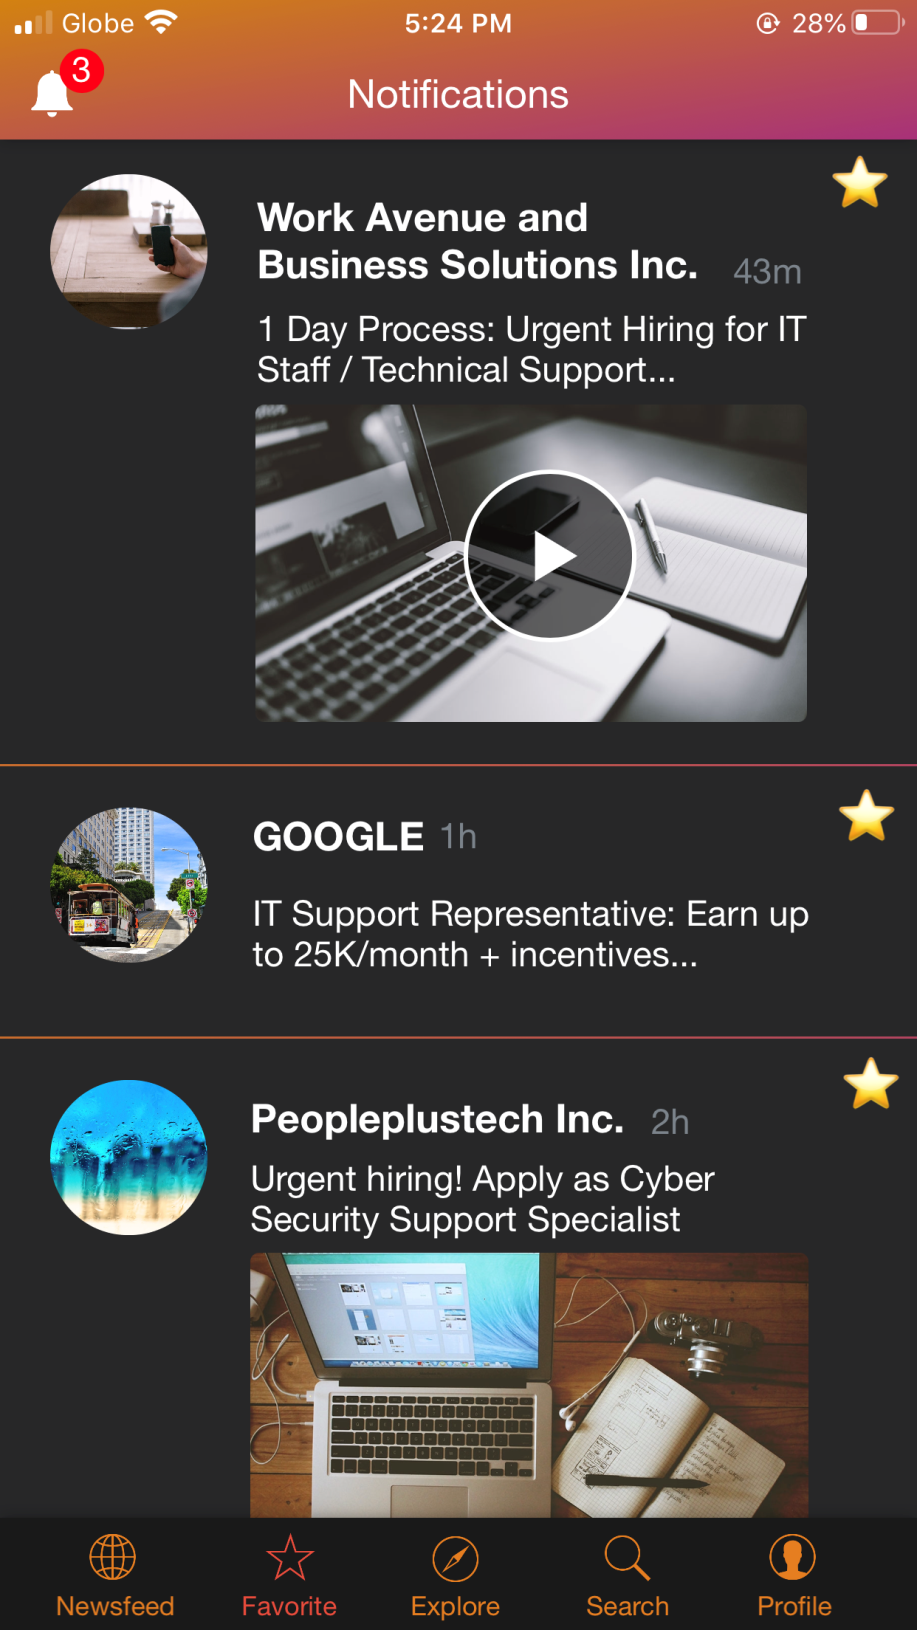 Globe
5:24 PM
28%
3
Notifications
Work Avenue and
Business Solutions Inc. 43m
1 Day Process: Urgent Hiring for IT
Staff / Technical Support...
GOOGLE 1h
IT Support Representative: Earn up
to 25K/month + incentives...
Peopleplustech Inc. 2h
Urgent hiring! Apply as Cyber
Security Support Specialist
Newsfeed
Favorite
Explore
Search
Profile